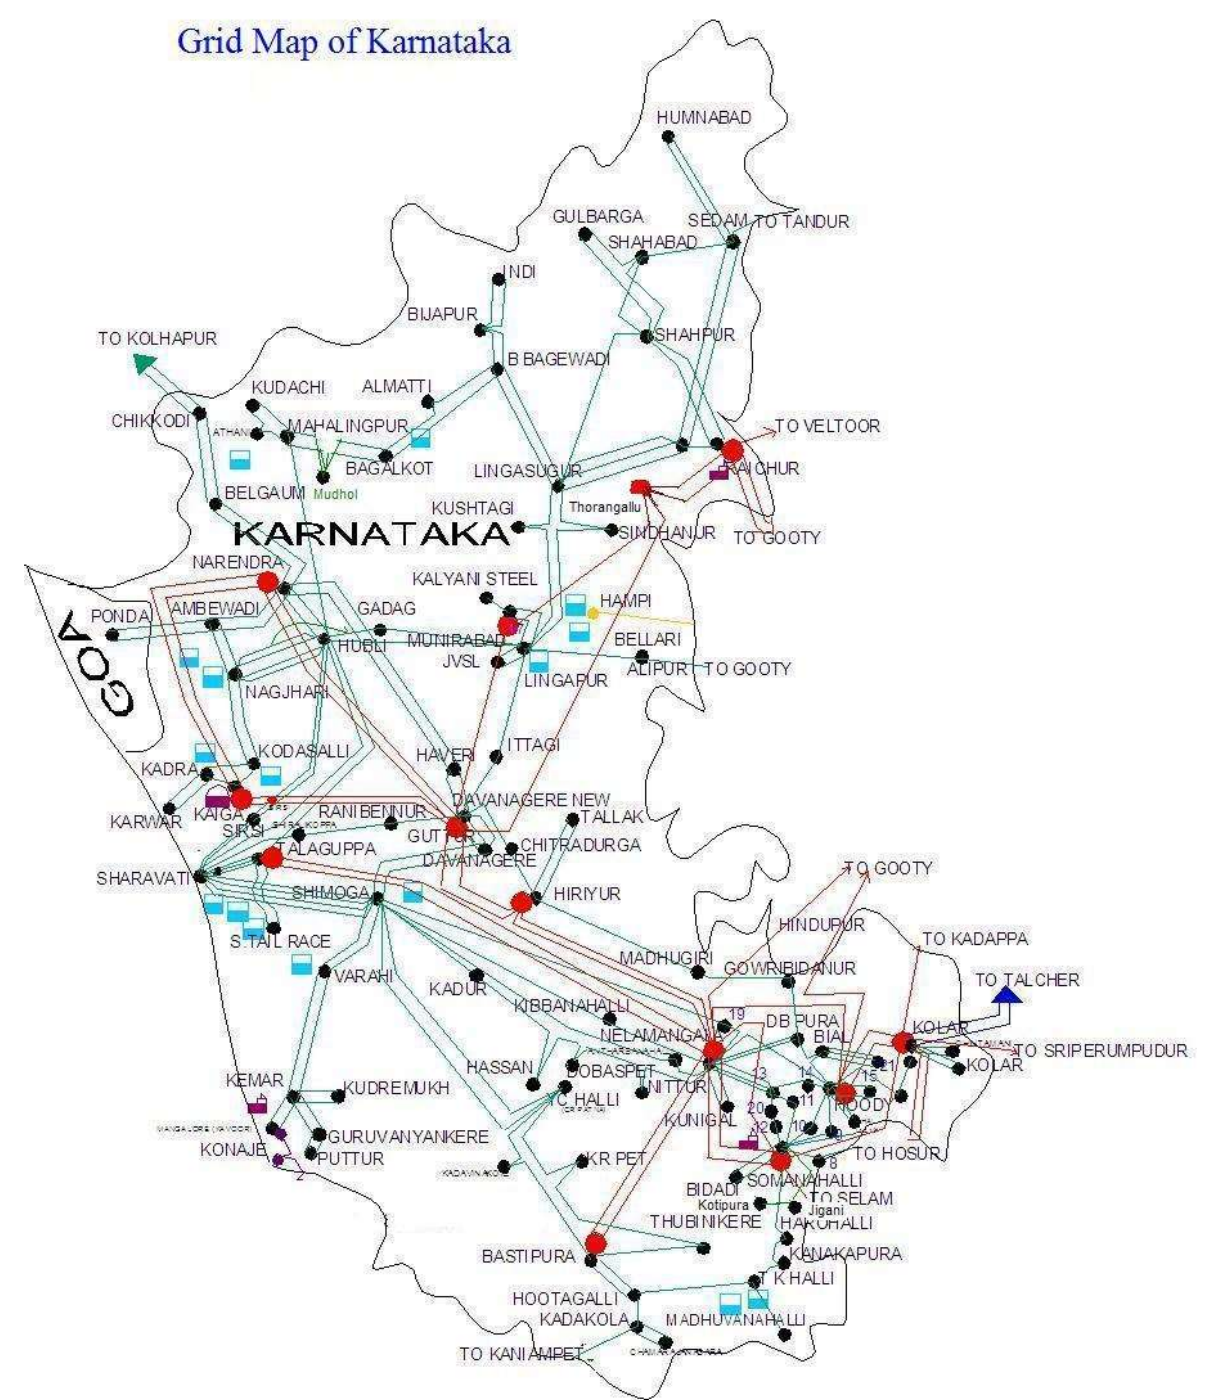 Grid Map of Karnataka
HUMNABAD
GULBARGA
SEDAM TO TANDUR
SHAHABAD
INDI
BIJAPUR
SHAHPUR
TO KOLHAPUR
B BAGEWADI
KUDACHI
ALMATTI
CHIKKODI
ATHANI
MAHALINGPUR
TO VELTOOR
BAGALKOT
LINGASUGUR
RAICHUR
BELGAUM
Mudhol
KUSHTAGI
Thorangallu
KARNATAKA
SINDHANUR
TO GOOTY
NARENDRA
KALYANI STEEL
PONDA
AMBEWADI
GADAG
HAMPI
GOA
HUBLI
MUNIRABAD
BELLARI
JVSL
ALIPUR
TO GOOTY
NAGJHARI
LINGAPUR
KODASALLI
HAVERI
ITTAGI
KADRA
DAVANAGERE NEW
KAIGA
KARWAR
SIRSI
RANIBENNUR
GUTTUR
TALLAK
CHITRADURGA
TALAGUPPA
DAVANAGERE
TO GOOTY
SHARAVATI
SHIMOGA
HIRIYUR
HINDUPUR
S.TAIL RACE
TO KADAPPA
MADHUGIRI
GOWRIBIDANUR
VARAHI
KADUR
TO TALCHER
KIBBANAHALLI
19
DB PURA
KOLAR
NELAMANGALA
BIAL
TO SRIPERUMPUDUR
HASSAN
DOBASPET
21
KOLAR
KEMAR
KUDREMUKH
NITTUR
13
14
15
HOODY
T.C HALLI
KUNIGAL
20
11
12
10
9
KONAJE
GURUVANYANKERE
TO HOSUR
PUTTUR
2
KR PET
8
BIDADI
SOMANAHALLI
Kotipura
TO SELAM
Jigani
THUBINIKERE
HAROHALLI
BASTIPURA
KANAKAPURA
T K HALLI
HOOTAGALLI
KADAKOLA
MADHUVANAHALLI
TO KANIAMPET